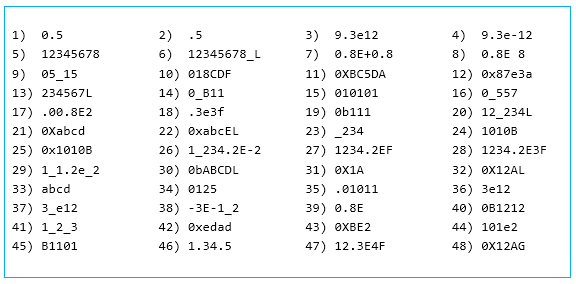 1) 0.5 2) .5 3) 9.3e12 4) 9.3e-12
5) 12345678 6) 12345678_L 7) 0.8E+0.8 8) 0.8E 8
9) 05_15 10) 018CDF 11) 0XBC5DA 12) 0x87e3a
13) 234567L 14) 0_B11 15) 010101 16) 0_557
17) .00.8E2 18) .3e3f 19) 0b111 20) 12_234L
21) 0Xabcd 22) 0xabcEL 23) _234 24) 1010B
25) 0x1010B 26) 1_234.2E-2 27) 1234.2EF 28) 1234.2E3F
29) 1_1.2e_2 30) 0bABCDL 31) 0X1A 32) 0X12AL
33) abcd 34) 0125 35) .01011 36) 3e12
37) 3_e12 38) -3E-1_2 39) 0.8E 40) 0B1212
41) 1_2_3 42) 0xedad 43) 0XBE2 44) 101e2
45) B1101 46) 1.34.5 47) 12.3E4F 48) 0X12AG